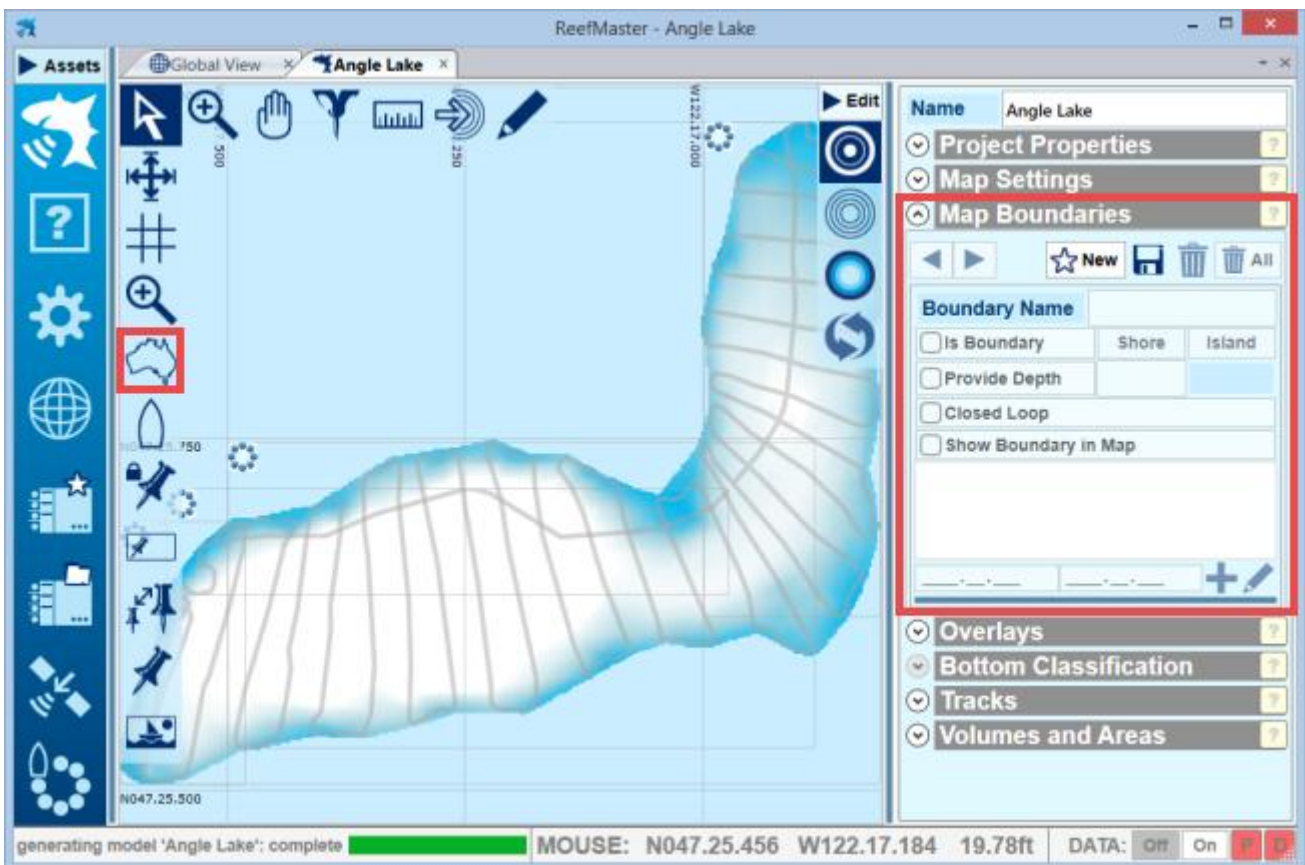 ReefMaster - Angle Lake
Assets
Global View
Angle Lake
Edit
500
250
W122.17.000
N047.25.500
generating model 'Angle Lake': complete
MOUSE: N047.25.456 W122.17.184 19.78ft
DATA: Off On P D
Name Angle Lake
Project Properties ?
Map Settings ?
Map Boundaries ?
New All
Boundary Name
Is Boundary Shore Island
Provide Depth
Closed Loop
Show Boundary in Map
Overlays ?
Bottom Classification ?
Tracks ?
Volumes and Areas ?